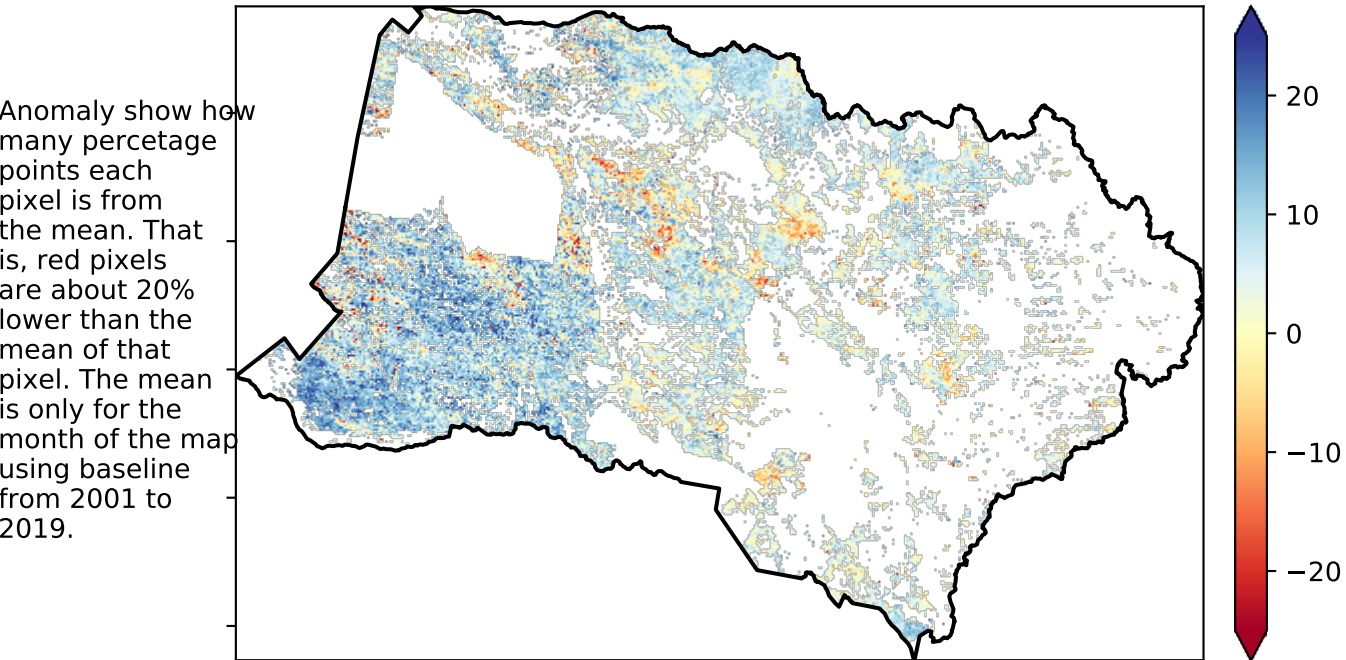 Anomaly show how
many percetage
points each
pixel is from
the mean. That
is, red pixels
are about 20%
lower than the
mean of that
pixel. The mean
is only for the
month of the map
using baseline
from 2001 to
2019.
20
10
0
−10
−20